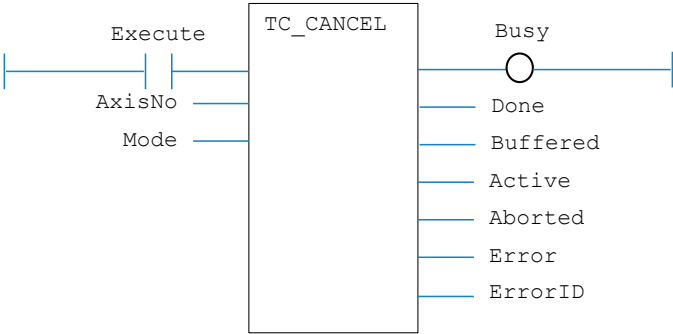 Execute
TC_CANCEL
Busy
AxisNo
Done
Mode
Buffered
Active
Aborted
Error
ErrorID